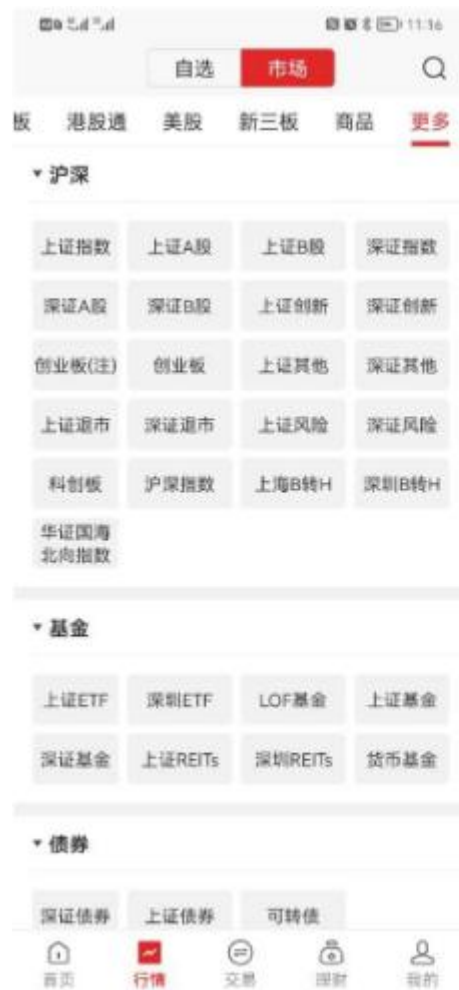 11:16
自选 市场
板 港股通 美股 新三板 商品 更多
沪深
上证指数 上证A股 上证B股 深证指数
深证A股 深证B股 上证创新 深证创新
创业板(注) 创业板 上证其他 深证其他
上证退市 深证退市 上证风险 深证风险
科创板 沪深指数 上海B转H 深圳B转H
华证国海
北向指数
基金
上证ETF 深圳ETF LOF基金 上证基金
深证基金 上证REITs 深圳REITs 货币基金
债券
深证债券 上证债券 可转债
首页 行情 交易 理财 我的